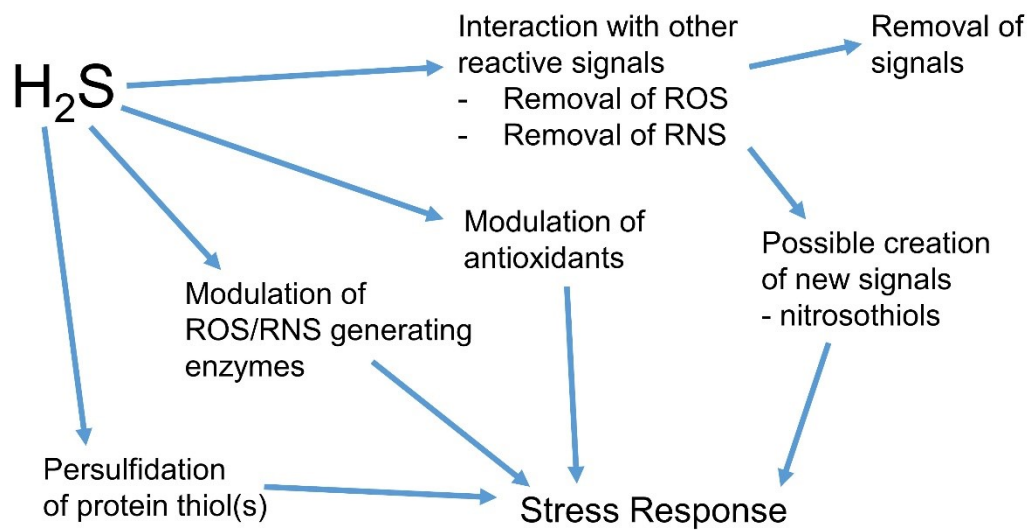 H₂S
Interaction with other
reactive signals
- Removal of ROS
- Removal of RNS
Removal of
signals
Modulation of
antioxidants
Possible creation
of new signals
- nitrosothiols
Modulation of
ROS/RNS generating
enzymes
Persulfidation
of protein thiol(s)
Stress Response